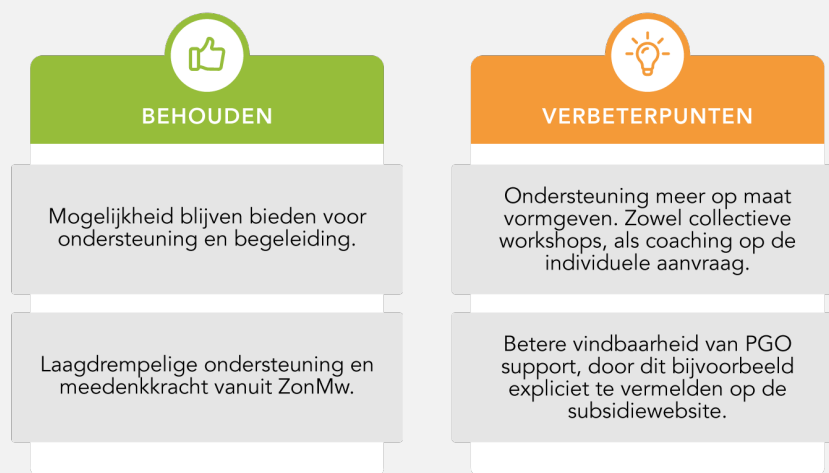 BEHOUDEN
Mogelijkheid blijven bieden voor
ondersteuning en begeleiding.
Laagdrempelige ondersteuning en
meedenkkracht vanuit ZonMw.
VERBETERPUNTEN
Ondersteuning meer op maat
vormgeven. Zowel collectieve
workshops, als coaching op de
individuele aanvraag.
Betere vindbaarheid van PGO
support, door dit bijvoorbeeld
expliciet te vermelden op de
subsidiewebsite.